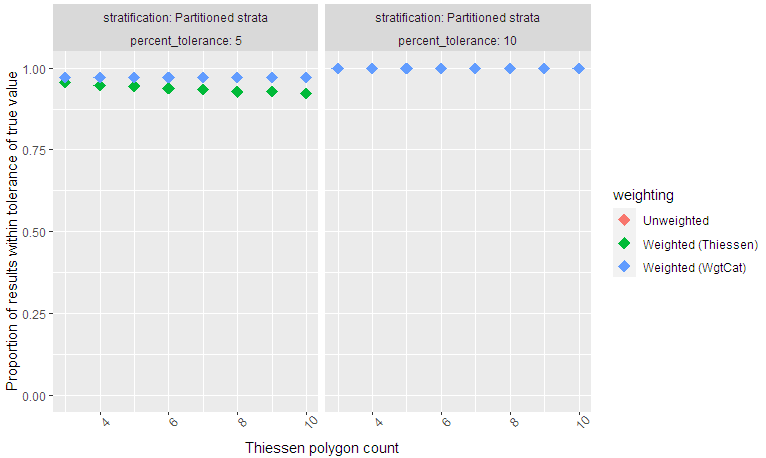 stratification: Partitioned strata
percent_tolerance: 5
stratification: Partitioned strata
percent_tolerance: 10
Proportion of results within tolerance of true value
1.00
0.75
0.50
0.25
0.00
4
6
8
10
4
6
8
10
Thiessen polygon count
weighting
Unweighted
Weighted (Thiessen)
Weighted (WgtCat)